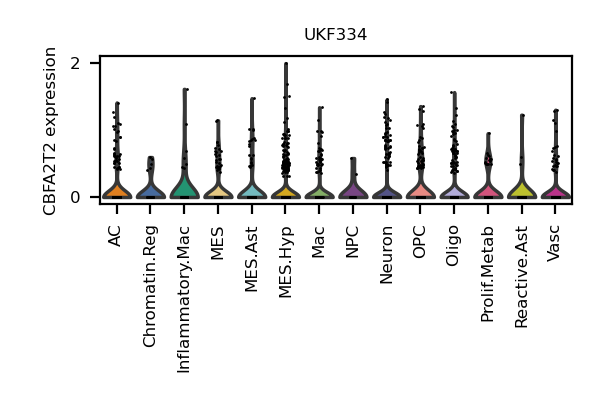 UKF334
CBFA2T2 expression
2
0
AC
Chromatin.Reg
Inflammatory.Mac
MES
MES.Ast
MES.Hyp
Mac
NPC
Neuron
OPC
Oligo
Prolif.Metab
Reactive.Ast
Vasc